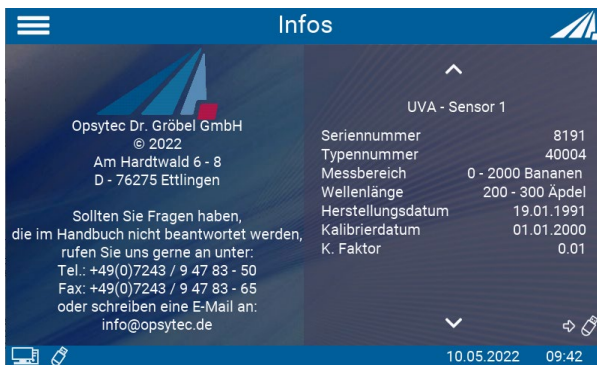 Infos
Opsytec Dr. Gröbel GmbH
© 2022
Am Hardtwald 6 - 8
D - 76275 Ettlingen
Sollten Sie Fragen haben,
die im Handbuch nicht beantwortet werden,
rufen Sie uns gerne an unter:
Tel.: +49(0)7243 / 9 47 83 - 50
Fax: +49(0)7243 / 9 47 83 - 65
oder schreiben eine E-Mail an:
info@opsytec.de
UVA - Sensor 1
Seriennummer 8191
Typennummer 40004
Messbereich 0 - 2000 Bananen
Wellenlänge 200 - 300 Äpdel
Herstellungsdatum 19.01.1991
Kalibrierdatum 01.01.2000
K. Faktor 0.01
10.05.2022 09:42